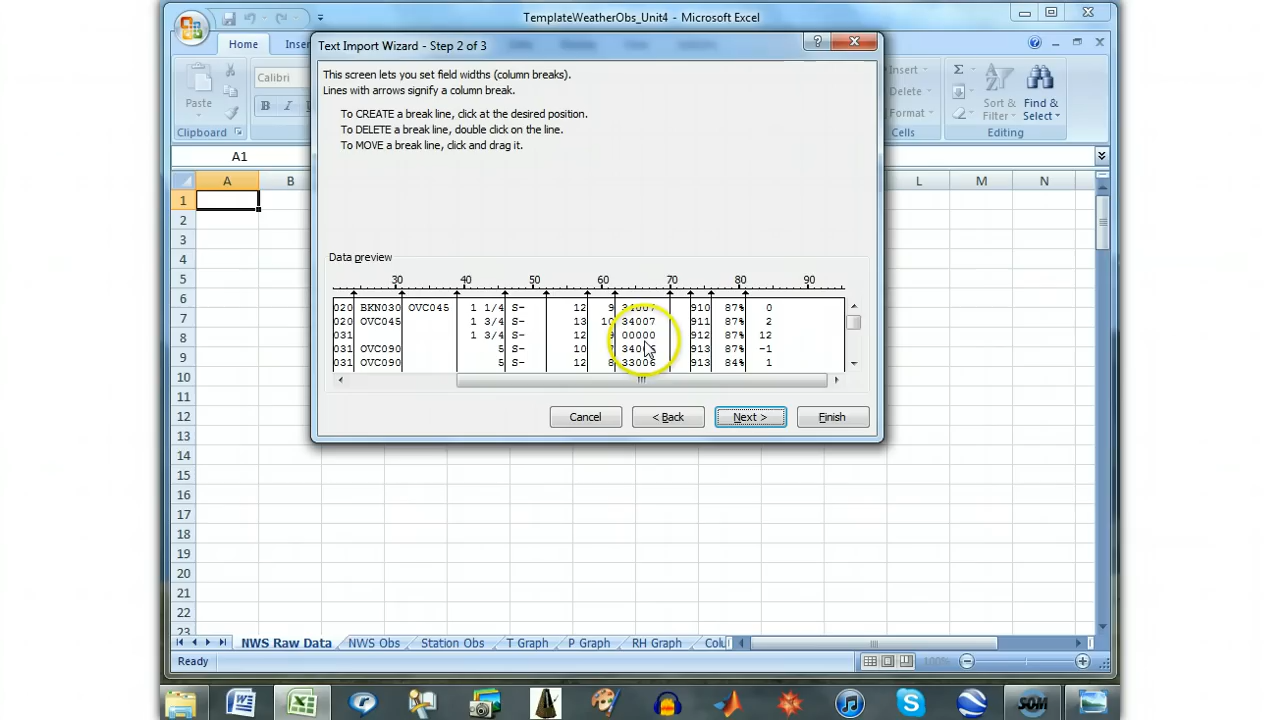 TemplateWeatherObs_Unit4 - Microsoft Excel
Home
Calibri
Paste
B I
Clipboard
Insert
Delete
Format
Cells
Σ
Sort & Filter
Find & Select
Editing
A1
Text Import Wizard - Step 2 of 3
This screen lets you set field widths (column breaks).
Lines with arrows signify a column break.
To CREATE a break line, click at the desired position.
To DELETE a break line, double click on the line.
To MOVE a break line, click and drag it.
Data preview
30 40 50 60 70 80 90
020 BKN030 OVC045 1 1/4 S- 12 9 34007 910 87% 0
020 OVC045 1 3/4 S- 13 10 34007 911 87% 2
031 1 3/4 S- 12 00000 912 87% 12
031 OVC090 5 S- 12 913 87% -1
031 OVC090 5 S- 12 8 33006 913 84% 1
Cancel < Back Next > Finish
A B L M N
1
2
3
4
5
6
7
8
9
10
11
12
13
14
15
16
17
18
19
20
21
22
23
NWS Raw Data NWS Obs Station Obs T Graph P Graph RH Graph
Ready 100%